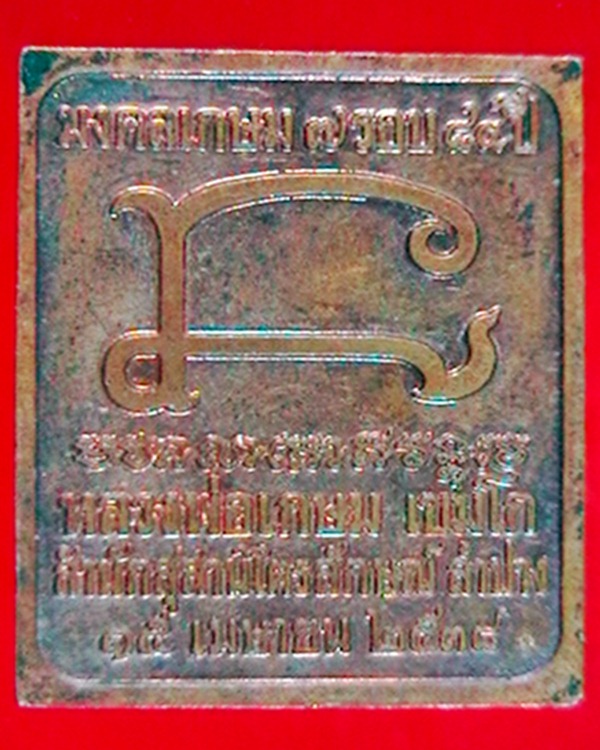 มงคลเกษม ๗ รอบ ๘๔ ปี
หลวงพ่อเกษม เขมโก
สำนักสุสานไตรลักษณ์ ลำปาง
๑๕ เมษายน ๒๕๓๘